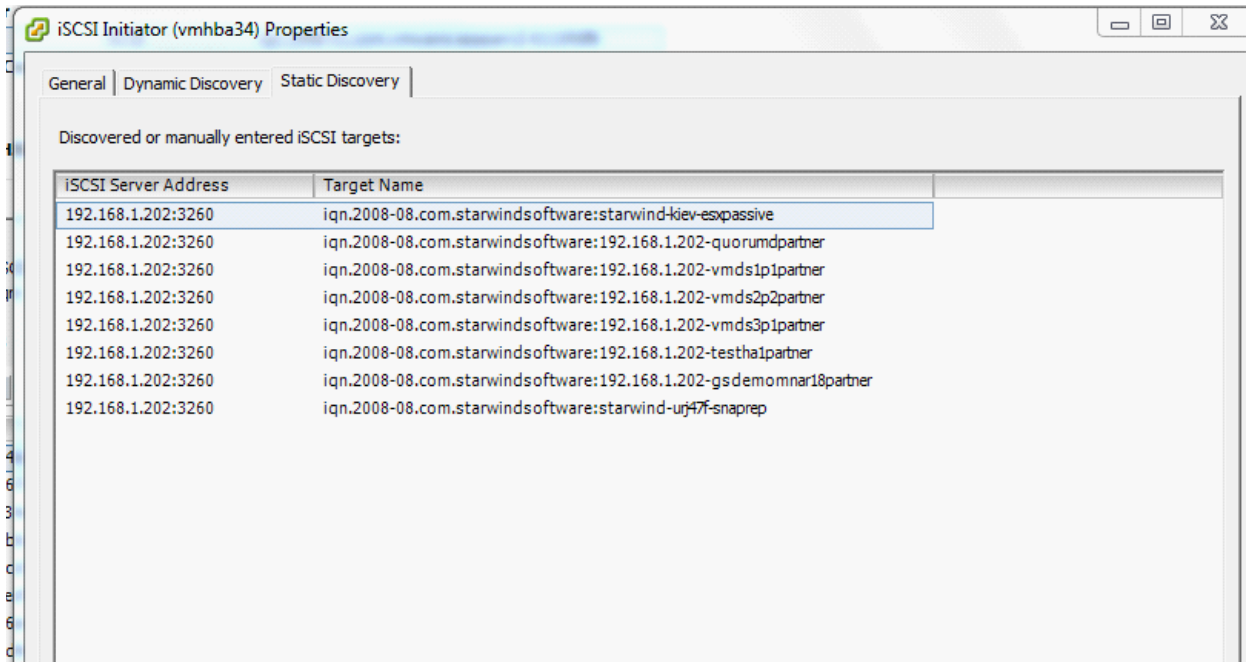 iSCSI Initiator (vmhba34) Properties
General Dynamic Discovery Static Discovery
Discovered or manually entered iSCSI targets:
iSCSI Server Address Target Name
192.168.1.202:3260 iqn.2008-08.com.starwindsoftware:starwind-kiev-esxpassive
192.168.1.202:3260 iqn.2008-08.com.starwindsoftware:192.168.1.202-quorumdpartner
192.168.1.202:3260 iqn.2008-08.com.starwindsoftware:192.168.1.202-vmds1p1partner
192.168.1.202:3260 iqn.2008-08.com.starwindsoftware:192.168.1.202-vmds2p2partner
192.168.1.202:3260 iqn.2008-08.com.starwindsoftware:192.168.1.202-vmds3p1partner
192.168.1.202:3260 iqn.2008-08.com.starwindsoftware:192.168.1.202-testha1partner
192.168.1.202:3260 iqn.2008-08.com.starwindsoftware:192.168.1.202-gsdemomnar18partner
192.168.1.202:3260 iqn.2008-08.com.starwindsoftware:starwind-urj47f-snaprep